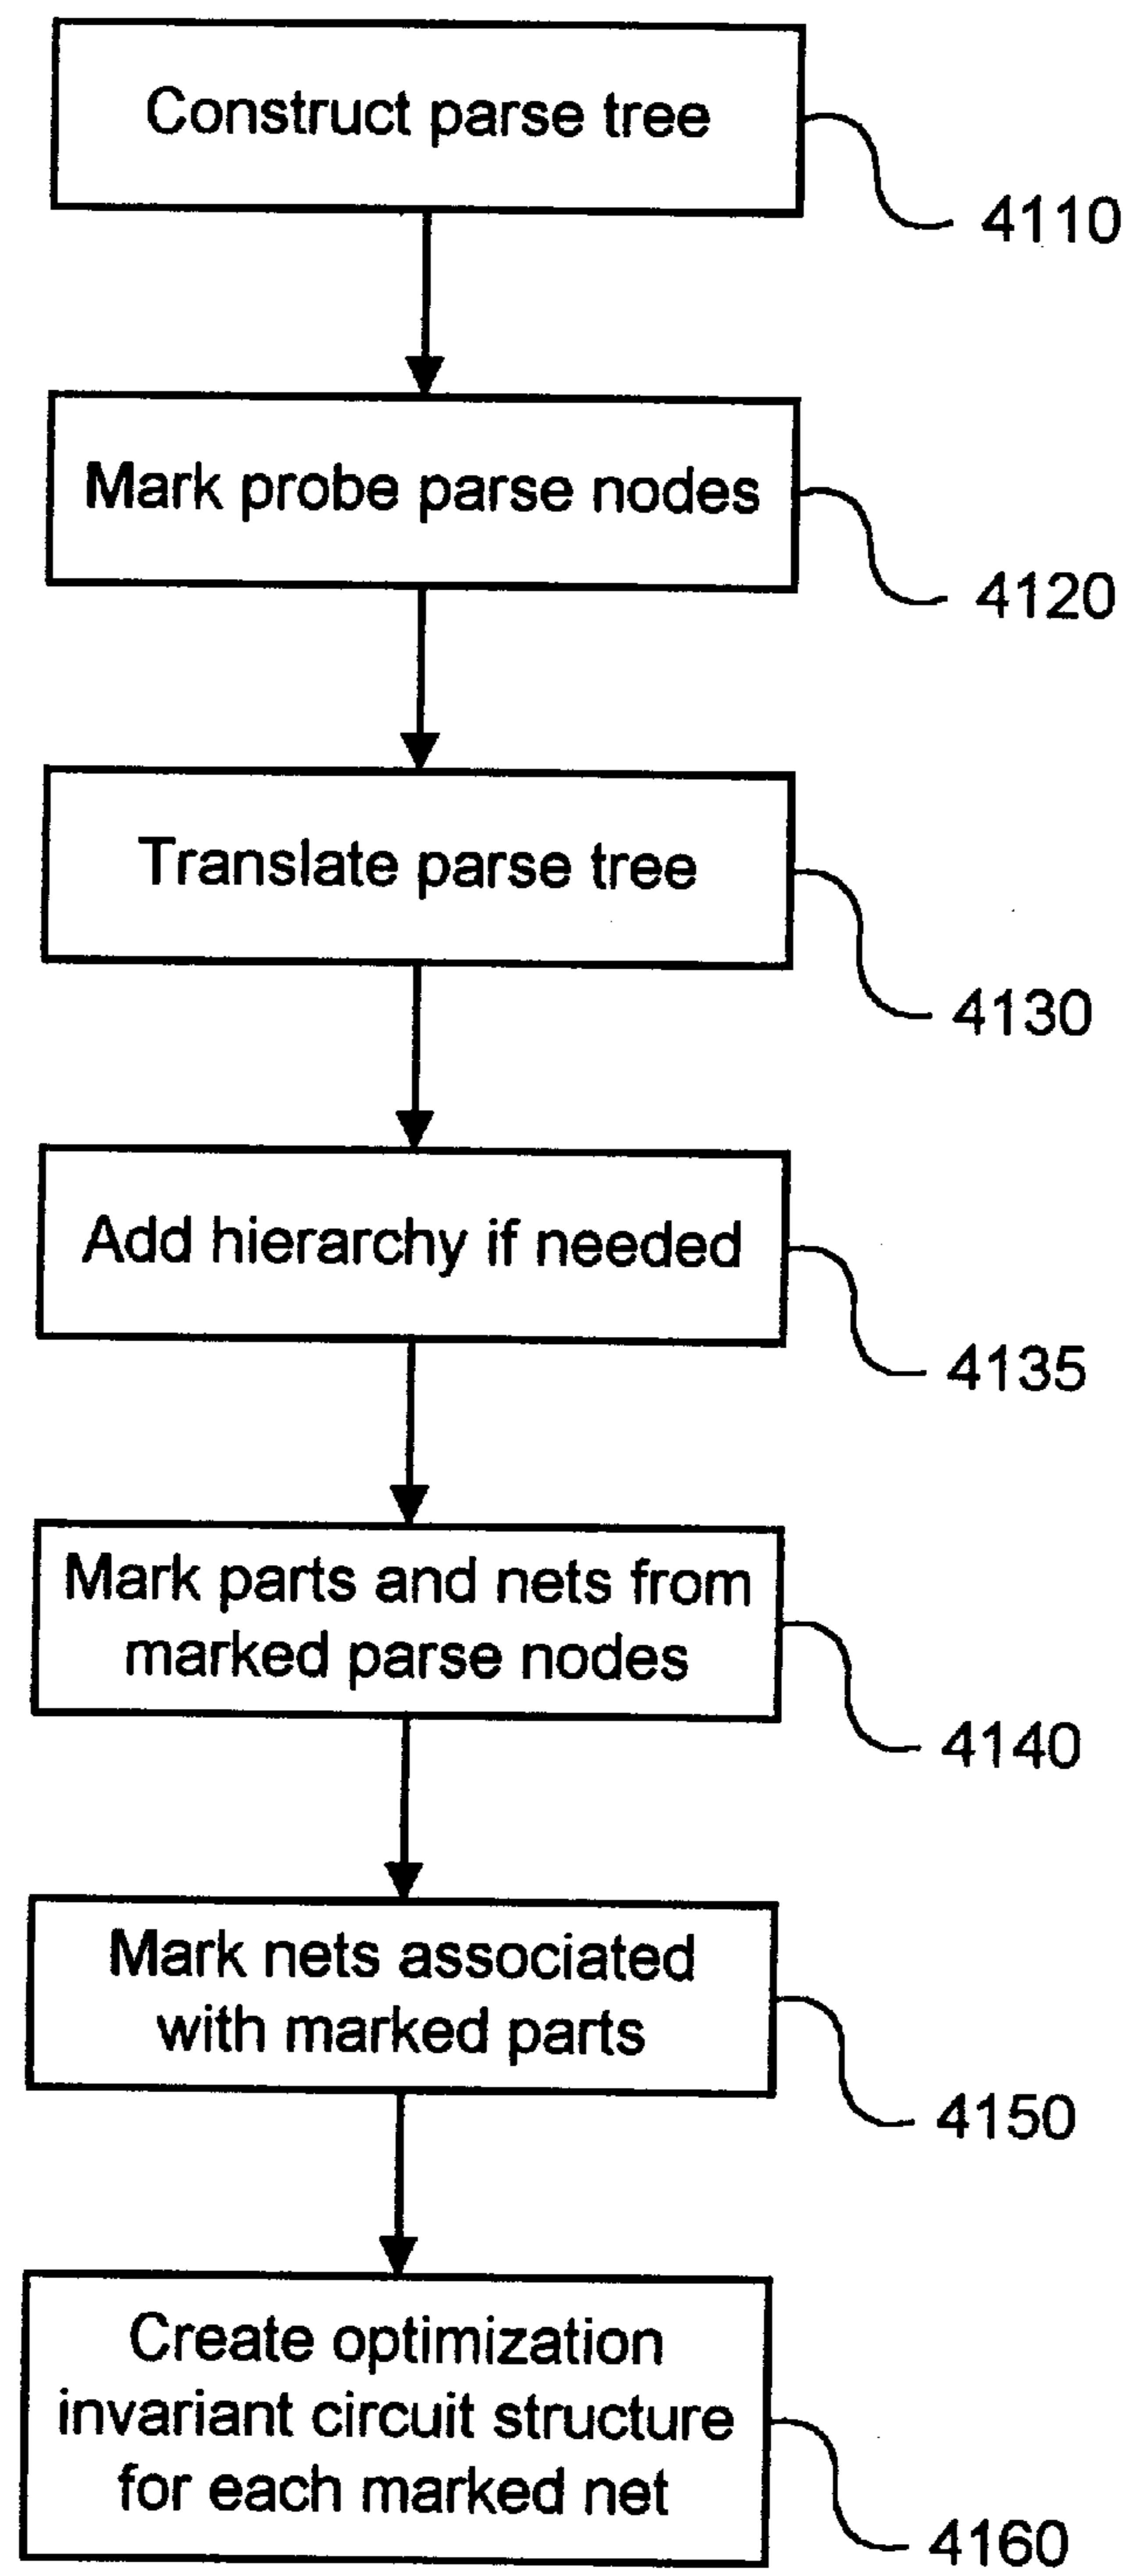 Construct parse tree
4110
Mark probe parse nodes
4120
Translate parse tree
4130
Add hierarchy if needed
4135
Mark parts and nets from
marked parse nodes
4140
Mark nets associated
with marked parts
4150
Create optimization
invariant circuit structure
for each marked net
4160